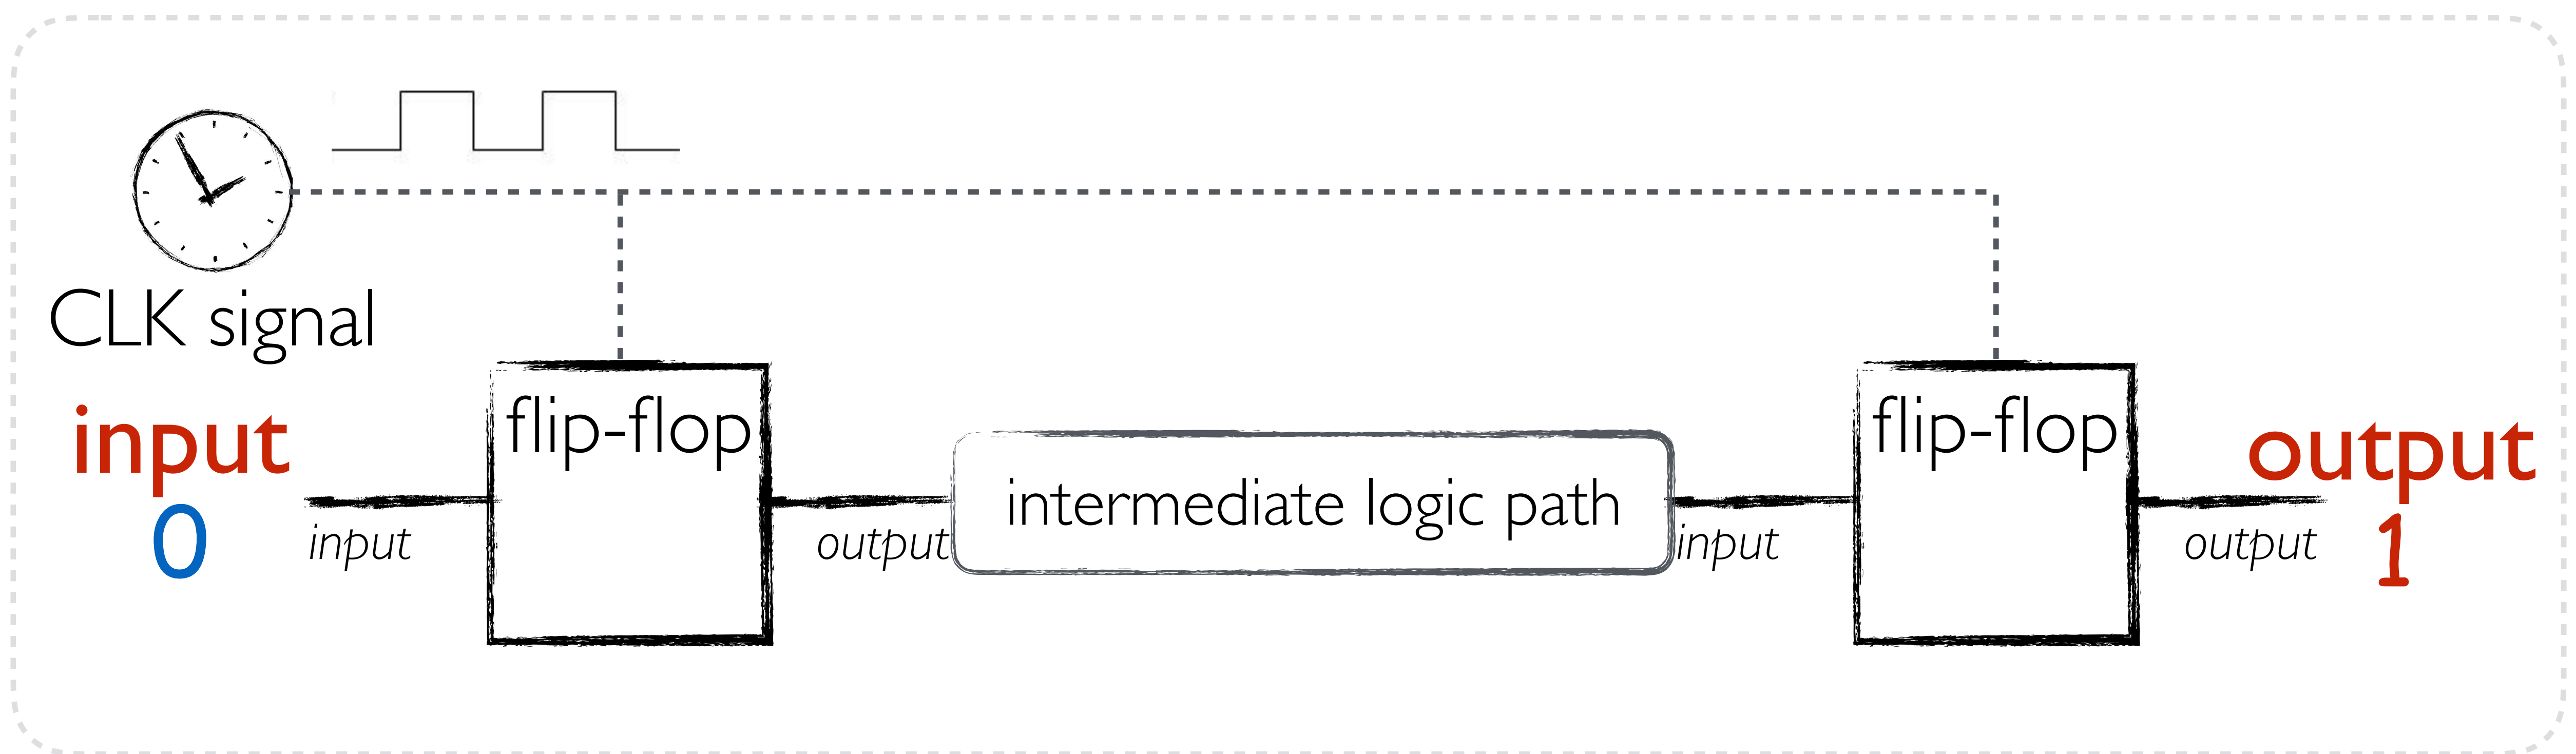 CLK signal
input
0
input
flip-flop
output
intermediate logic path
input
flip-flop
output
output
1